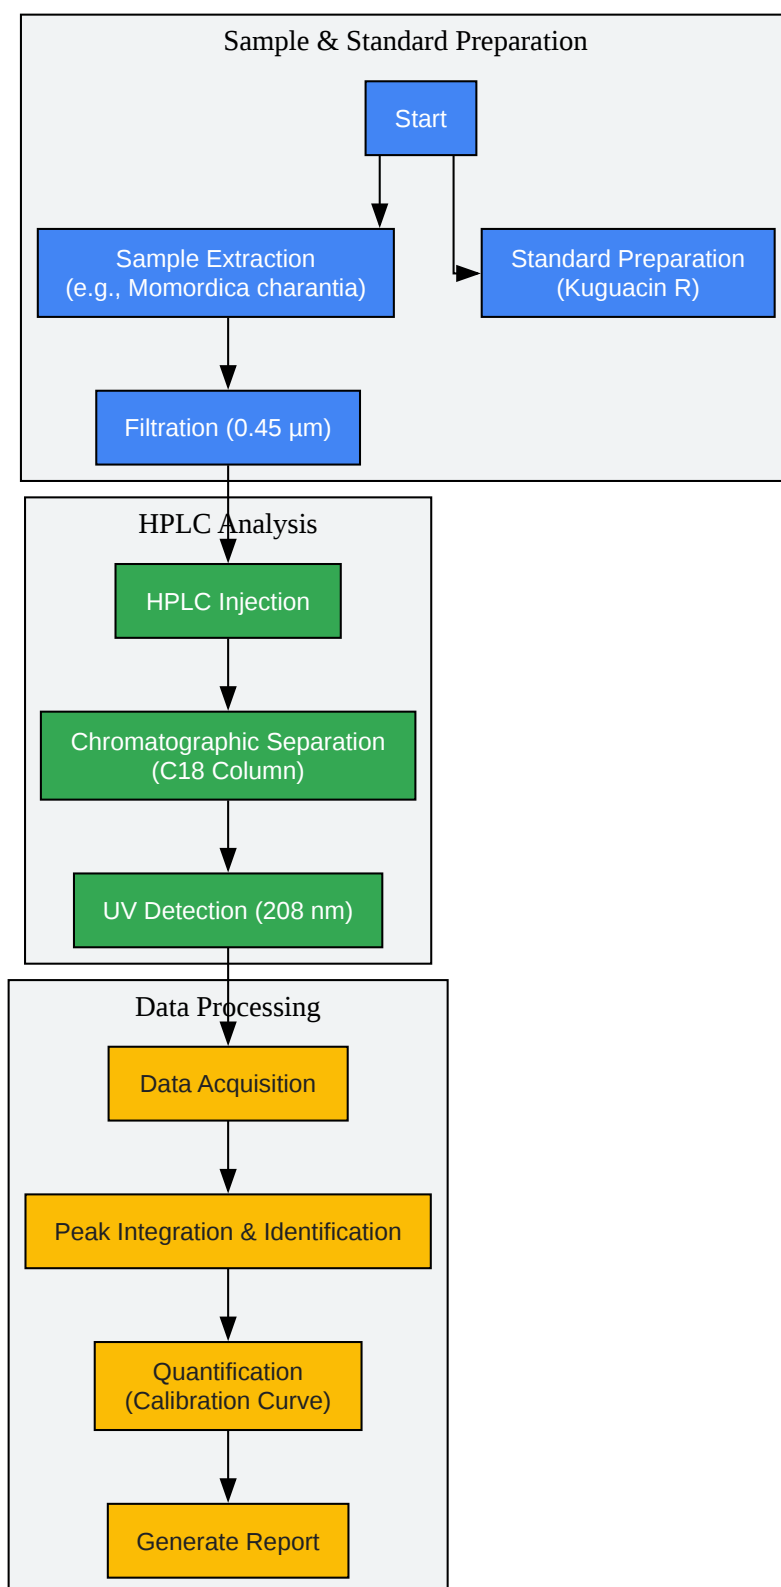 Sample & Standard Preparation
Start
Sample Extraction
(e.g., Momordica charantia)
Standard Preparation
(Kuguacin R)
Filtration (0.45 µm)
HPLC Analysis
HPLC Injection
Chromatographic Separation
(C18 Column)
UV Detection (208 nm)
Data Processing
Data Acquisition
Peak Integration & Identification
Quantification
(Calibration Curve)
Generate Report